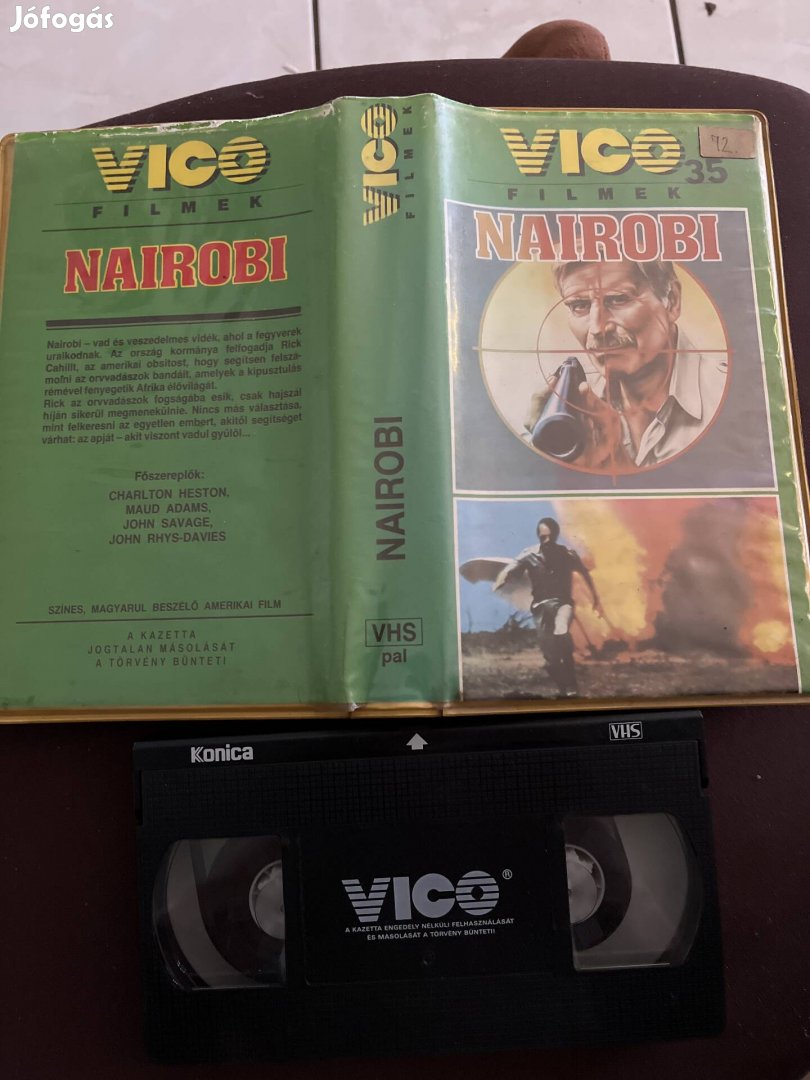 Jófogás
VICO
FILMEK
NAIROBI
Nairobi – vad és veszedelmes vidék, ahol a fegyverek
uralkodnak. Az ország kormánya felfogadja Rick
Cahillt, az amerikai obsitost, hogy segítsen felszá-
molni az orvvadászok bandáit, amelyek a kipusztulás
rémével fenyegetik Afrika élővilágát.
Rick az orvvadászok fogságába esik, csak hajszál
híján sikerül megmenekülnie. Nincs más választása,
mint felkeresni az egyetlen embert, akitől segítséget
várhat: az apját – akit viszont vadul gyűlöl...
Főszereplők:
CHARLTON HESTON,
MAUD ADAMS,
JOHN SAVAGE,
JOHN RHYS-DAVIES
SZÍNES, MAGYARUL BESZÉLŐ AMERIKAI FILM
A KAZETTA
JOGTALAN MÁSOLÁSÁT
A TÖRVÉNY BÜNTETI
VICO
FILMEK
NAIROBI
VHS
pal
VICO
72.
35
FILMEK
NAIROBI
Konica
VHS
VICO®
A KAZETTA ENGEDÉLY NÉLKÜLI FELHASZNÁLÁSÁT
ÉS MÁSOLÁSÁT A TÖRVÉNY BÜNTETI!